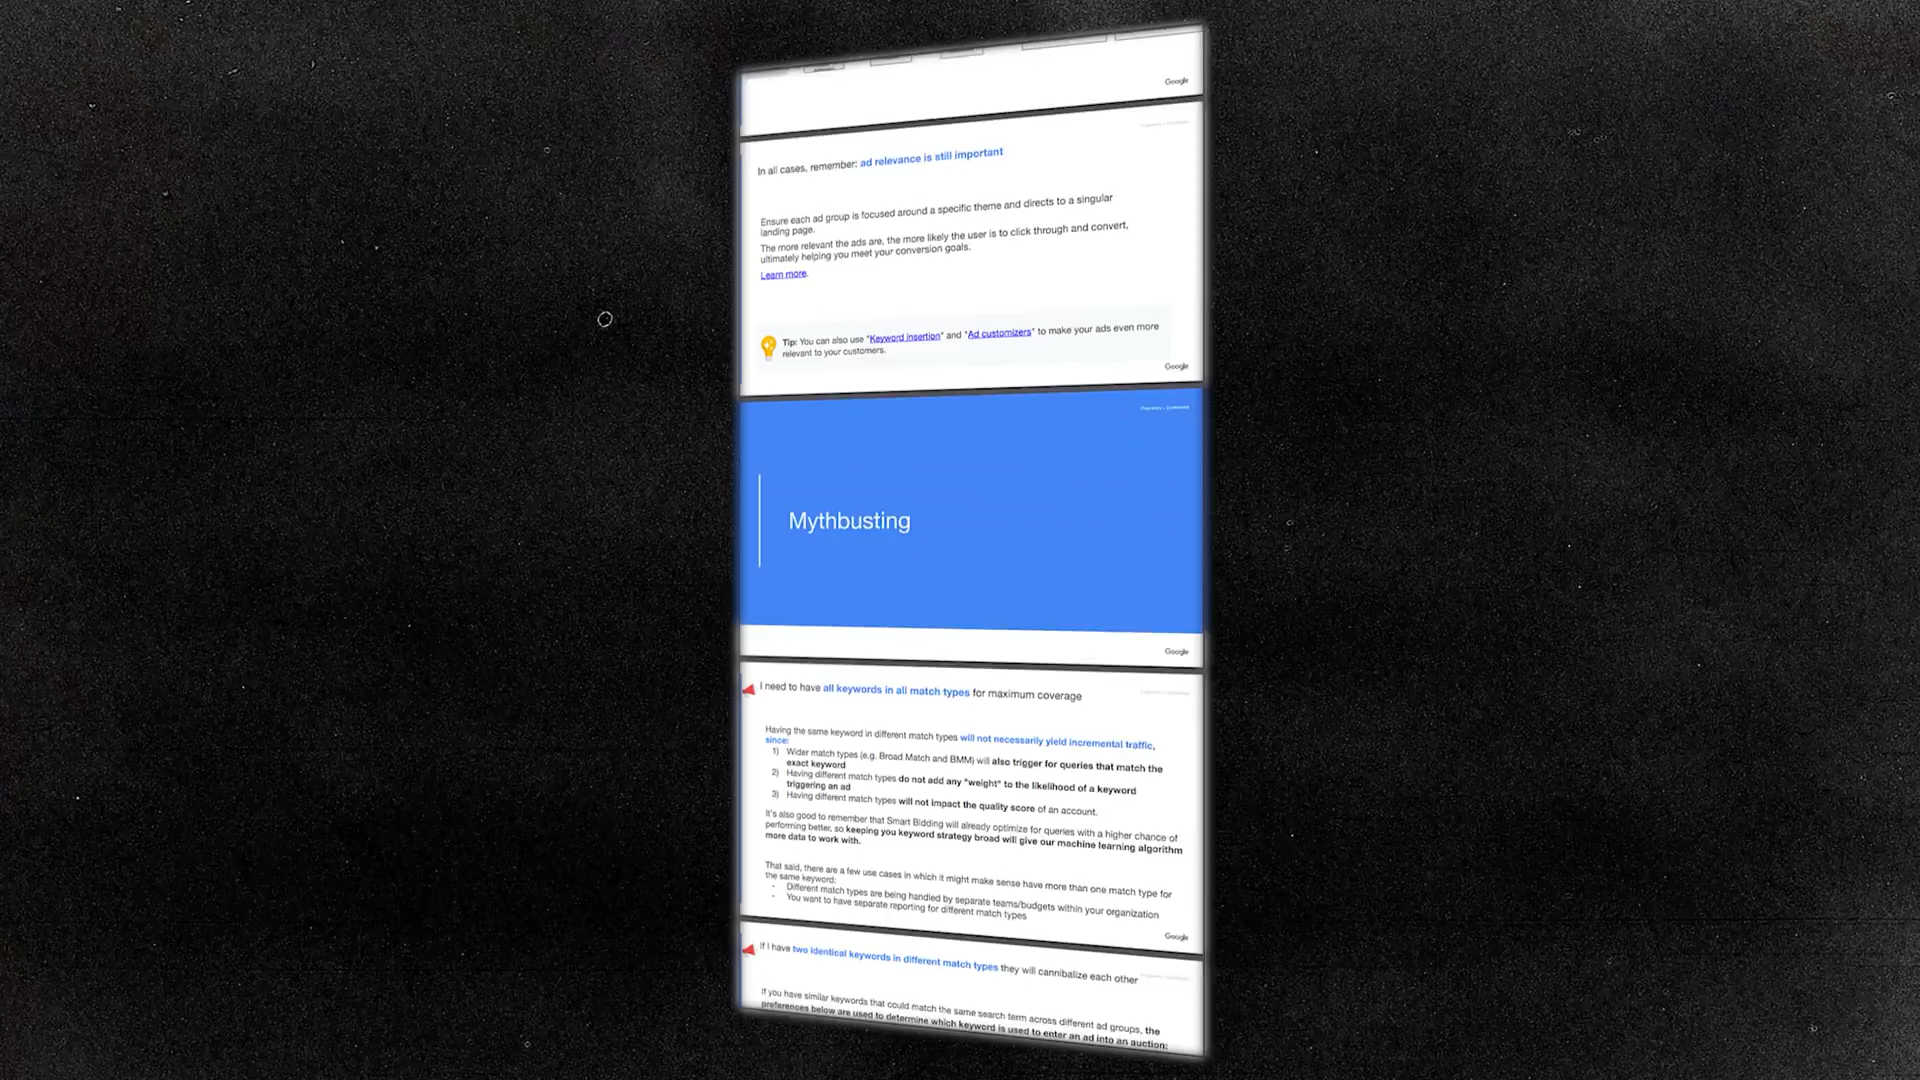 Google
In all cases, remember: ad relevance is still important
Ensure each ad group is focused around a specific theme and directs to a singular
landing page.
The more relevant the ads are, the more likely the user is to click through and convert,
ultimately helping you meet your conversion goals.
Learn more.
Tip: You can also use "Keyword insertion" and "Ad customizers" to make your ads even more
relevant to your customers.
Google
Mythbusting
Google
I need to have all keywords in all match types for maximum coverage
Having the same keyword in different match types will not necessarily yield incremental traffic,
since:
1) Wider match types (e.g. Broad Match and BMM) will also trigger for queries that match the
exact keyword
2) Having different match types do not add any "weight" to the likelihood of a keyword
triggering an ad
3) Having different match types will not impact the quality score of an account.
It's also good to remember that Smart Bidding will already optimize for queries with a higher chance of
performing better, so keeping you keyword strategy broad will give our machine learning algorithm
more data to work with.
That said, there are a few use cases in which it might make sense have more than one match type for
the same keyword:
- Different match types are being handled by separate teams/budgets within your organization
- You want to have separate reporting for different match types
Google
If I have two identical keywords in different match types they will cannibalize each other
If you have similar keywords that could match the same search term across different ad groups, the
preferences below are used to determine which keyword is used to enter an ad into an auction: